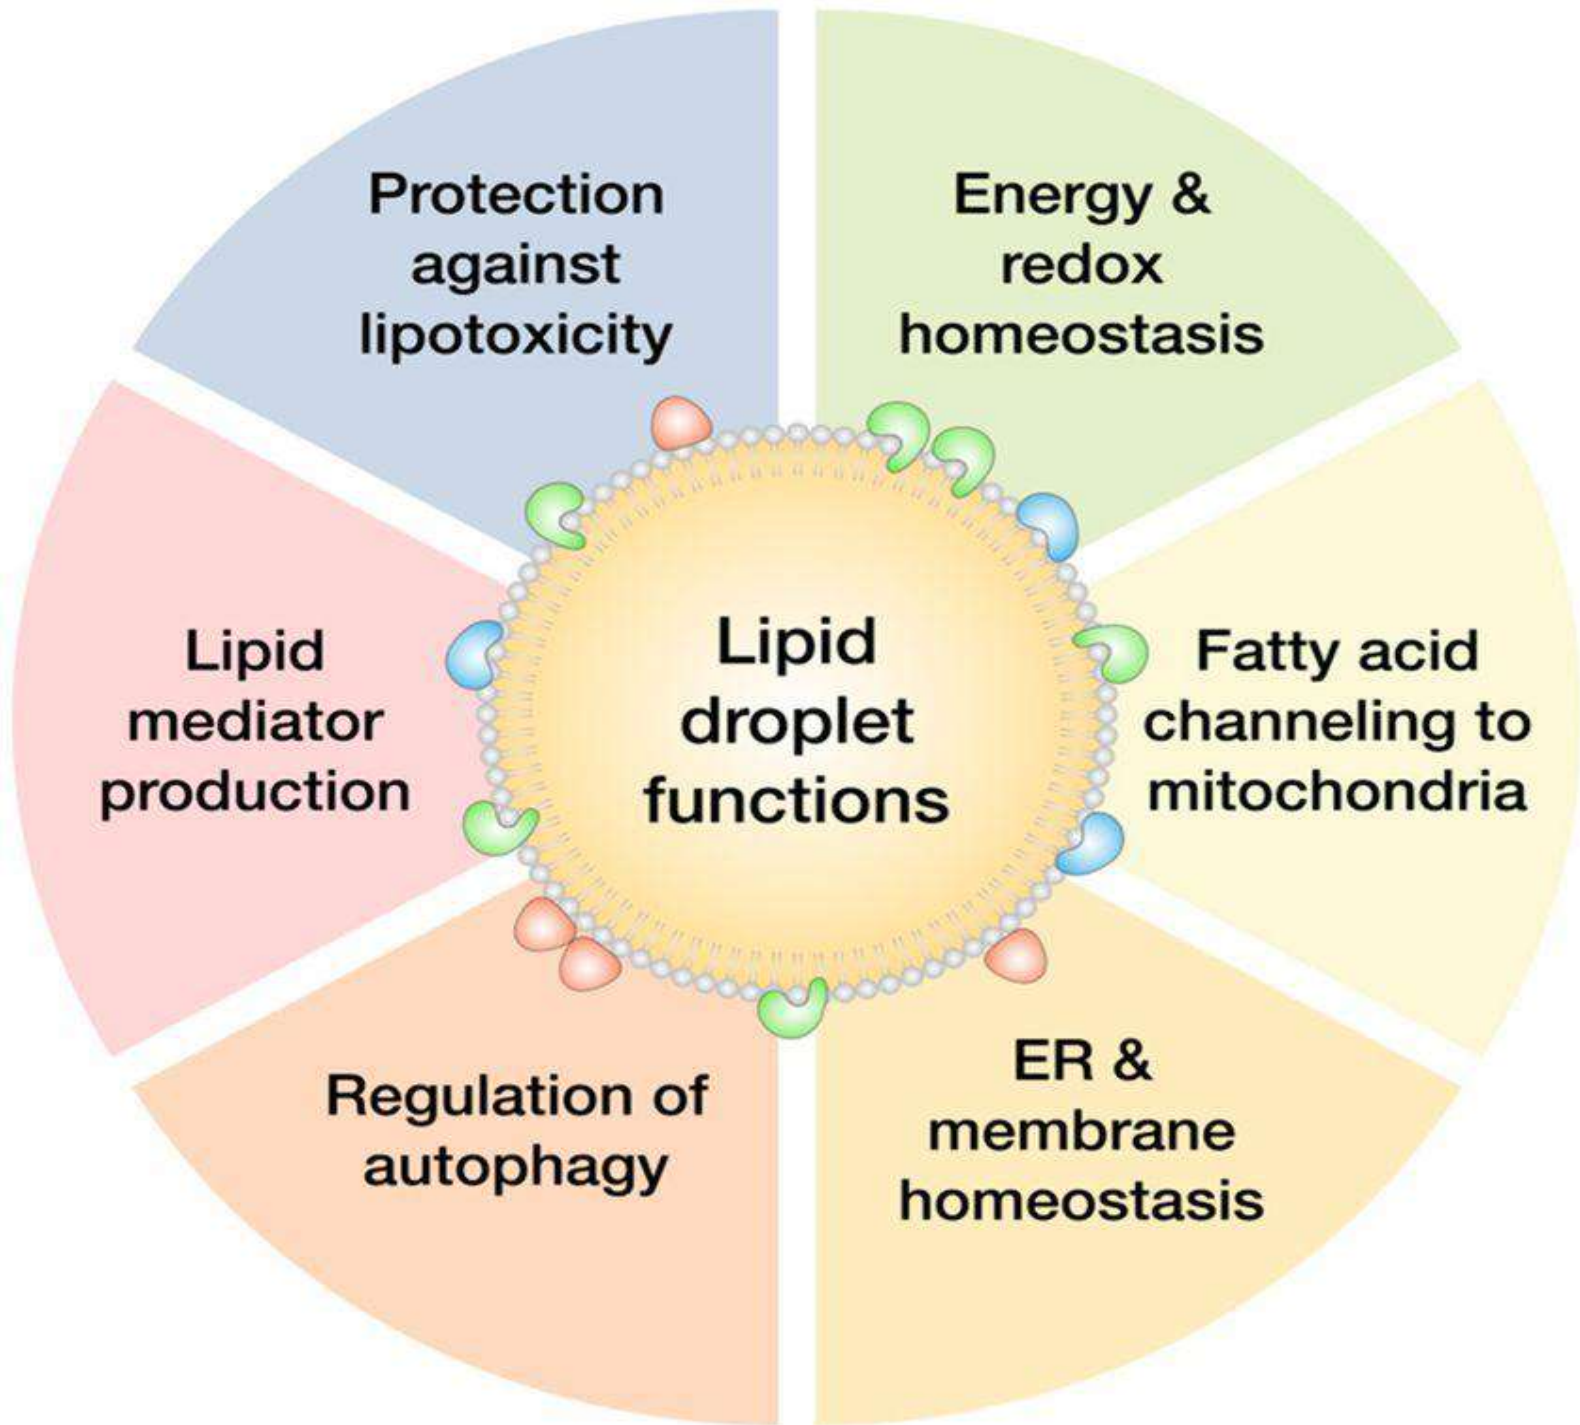 Protection
against
lipotoxicity
Energy &
redox
homeostasis
Lipid
mediator
production
Lipid
droplet
functions
Fatty acid
channeling to
mitochondria
Regulation of
autophagy
ER &
membrane
homeostasis